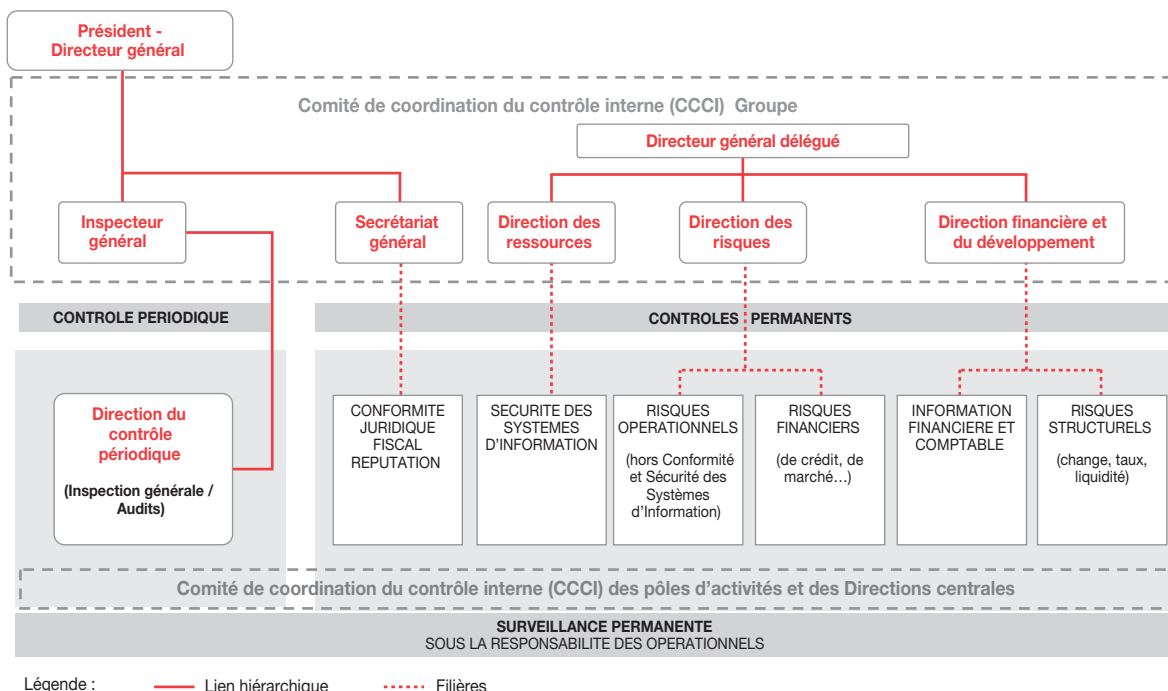 Président -
Directeur général
Comité de coordination du contrôle interne (CCCI) Groupe
Directeur général délégué
Inspecteur
général
Secrétariat
général
Direction des
ressources
Direction des
risques
Direction financière et
du développement
CONTROLE PERIODIQUE
CONTROLES PERMANENTS
Direction du
contrôle
périodique
(Inspection générale /
Audits)
CONFORMITE
JURIDIQUE
FISCAL
REPUTATION
SECURITE DES
SYSTEMES
D'INFORMATION
RISQUES
OPERATIONNELS
(hors Conformité
et Sécurité des
Systèmes
d'Information)
RISQUES
FINANCIERS
(de crédit, de
marché…)
INFORMATION
FINANCIERE ET
COMPTABLE
RISQUES
STRUCTURELS
(change, taux,
liquidité)
Comité de coordination du contrôle interne (CCCI) des pôles d'activités et des Directions centrales
SURVEILLANCE PERMANENTE
SOUS LA RESPONSABILITE DES OPERATIONNELS
Légende : Lien hiérarchique Filières